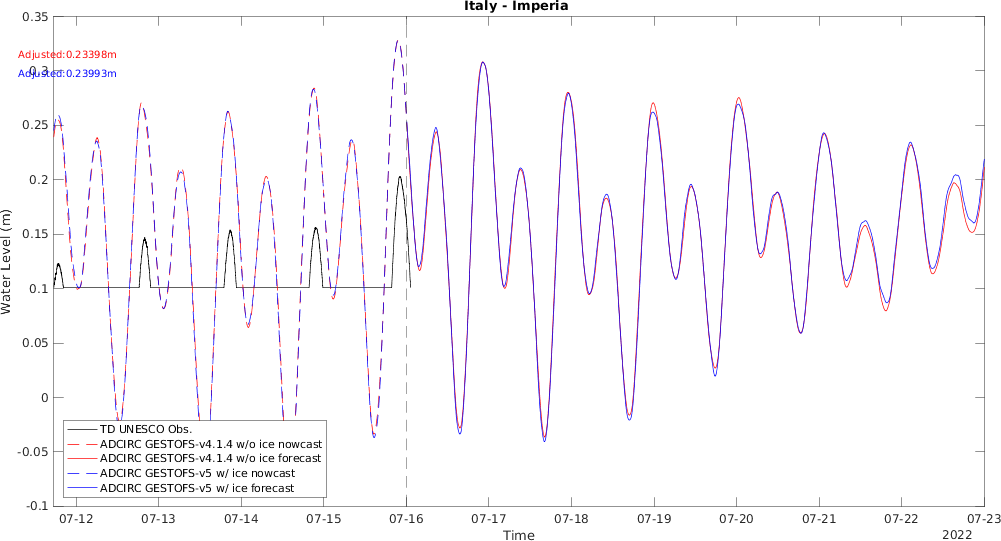 Italy - Imperia
Adjusted:0.23398m
Adjusted:0.23993m
Water Level (m)
0.35
0.3
0.25
0.2
0.15
0.1
0.05
0
-0.05
-0.1
TD UNESCO Obs.
ADCIRC GESTOFS-v4.1.4 w/o ice nowcast
ADCIRC GESTOFS-v4.1.4 w/o ice forecast
ADCIRC GESTOFS-v5 w/ ice nowcast
ADCIRC GESTOFS-v5 w/ ice forecast
07-12 07-13 07-14 07-15 07-16 07-17 07-18 07-19 07-20 07-21 07-22 07-23
Time
2022